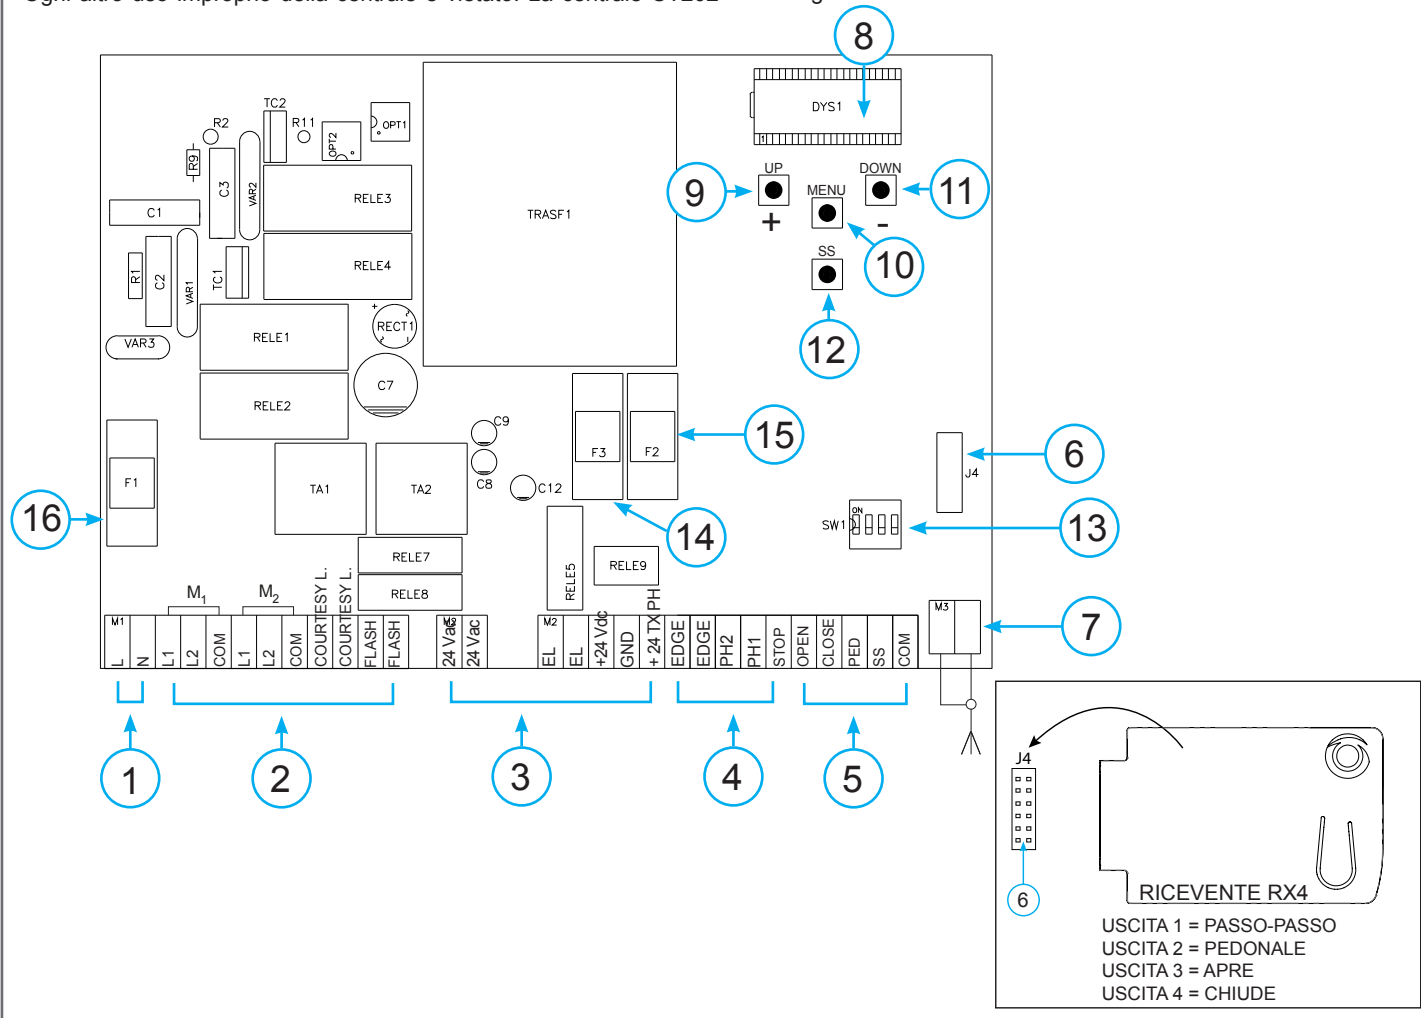 8
DYS1
1
TC2
R2
R11
OPT2
OPT1
R9
C3
VAR2
RELE3
TRASF1
UP
+
MENU
DOWN
-
9
11
10
C1
RELE4
SS
12
R1
C2
VAR1
TC1
VAR3
RELE1
RECT1
+
RELE2
C7
C9
C8
C12
F3
F2
15
14
J4
6
F1
16
TA1
TA2
SW1
ON
13
RELE7
RELE8
RELE5
RELE9
M1
M2
M1
L
N
L1
L2
COM
L1
L2
COM
COURTESY L.
COURTESY L.
FLASH
FLASH
M2
24 Vac
24 Vac
M2
EL
EL
+24 Vdc
GND
+ 24 TX PH
EDGE
EDGE
PH2
PH1
STOP
OPEN
CLOSE
PED
SS
COM
M3
7
1
2
3
4
5
J4
6
RICEVENTE RX4
USCITA 1 = PASSO-PASSO
USCITA 2 = PEDONALE
USCITA 3 = APRE
USCITA 4 = CHIUDE